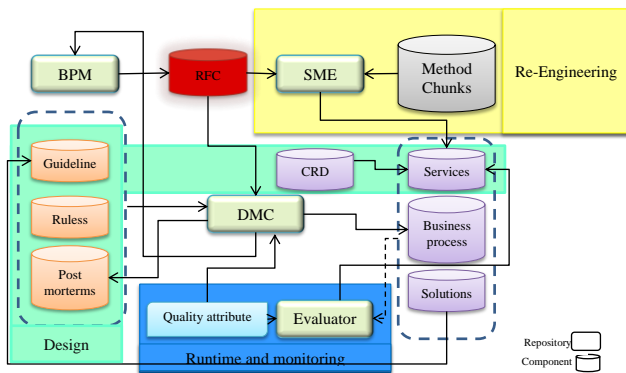 BPM
RFC
SME
Method
Chunks
Re-Engineering
Guideline
CRD
Services
Ruless
DMC
Business
process
Post
morterms
Solutions
Quality attribute
Evaluator
Design
Runtime and monitoring
Repository
Component